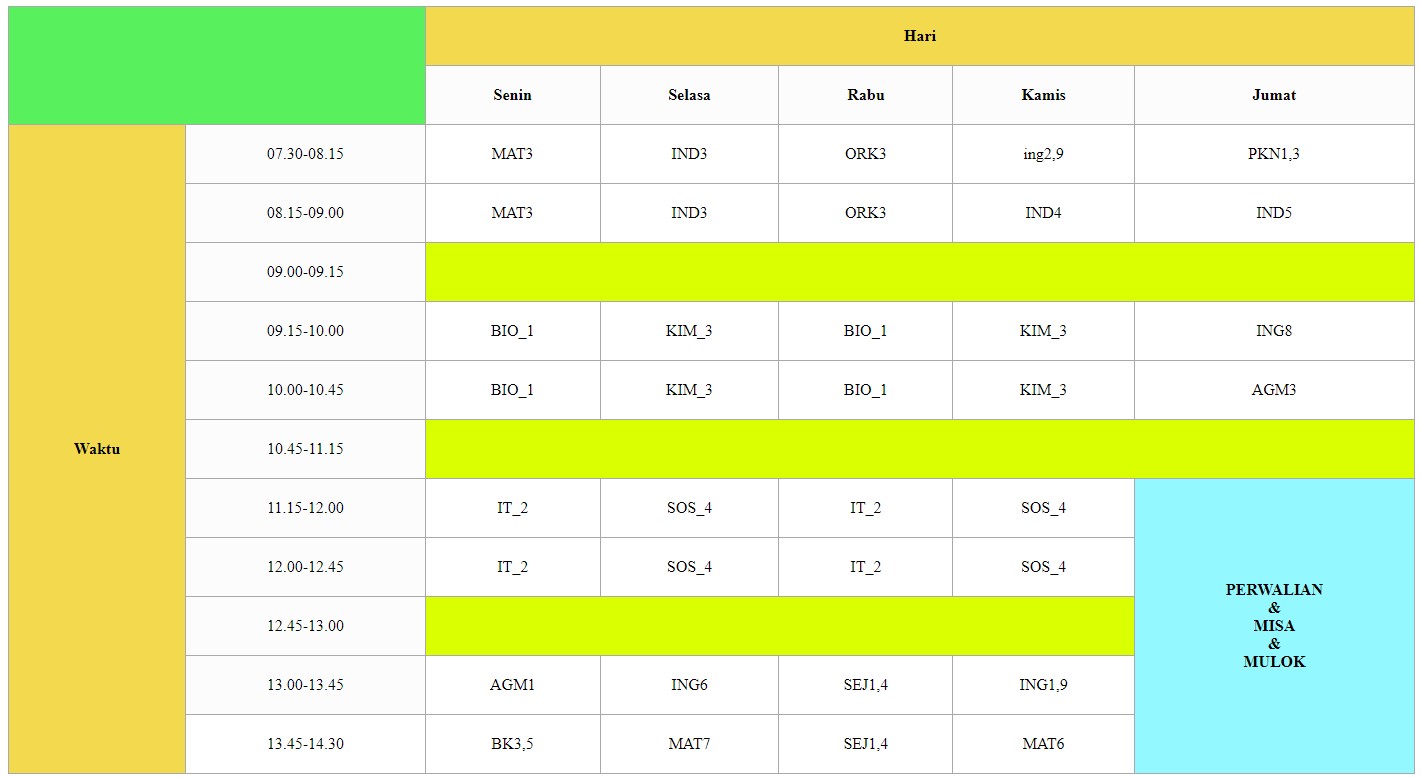 Hari
Senin Selasa Rabu Kamis Jumat
07.30-08.15 MAT3 IND3 ORK3 ing2,9 PKN1,3
08.15-09.00 MAT3 IND3 ORK3 IND4 IND5
09.00-09.15
09.15-10.00 BIO_1 KIM_3 BIO_1 KIM_3 ING8
10.00-10.45 BIO_1 KIM_3 BIO_1 KIM_3 AGM3
Waktu
10.45-11.15
11.15-12.00 IT_2 SOS_4 IT_2 SOS_4
12.00-12.45 IT_2 SOS_4 IT_2 SOS_4
PERWALIAN
&
MISA
&
MULOK
12.45-13.00
13.00-13.45 AGM1 ING6 SEJ1,4 ING1,9
13.45-14.30 BK3,5 MAT7 SEJ1,4 MAT6